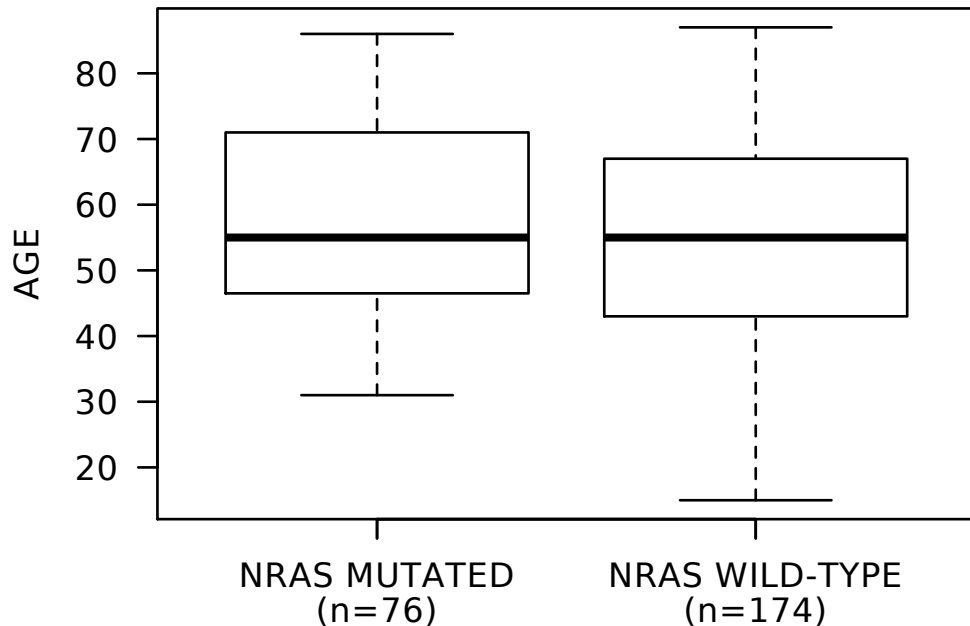 AGE
80
70
60
50
40
30
20
NRAS MUTATED
(n=76)
NRAS WILD-TYPE
(n=174)